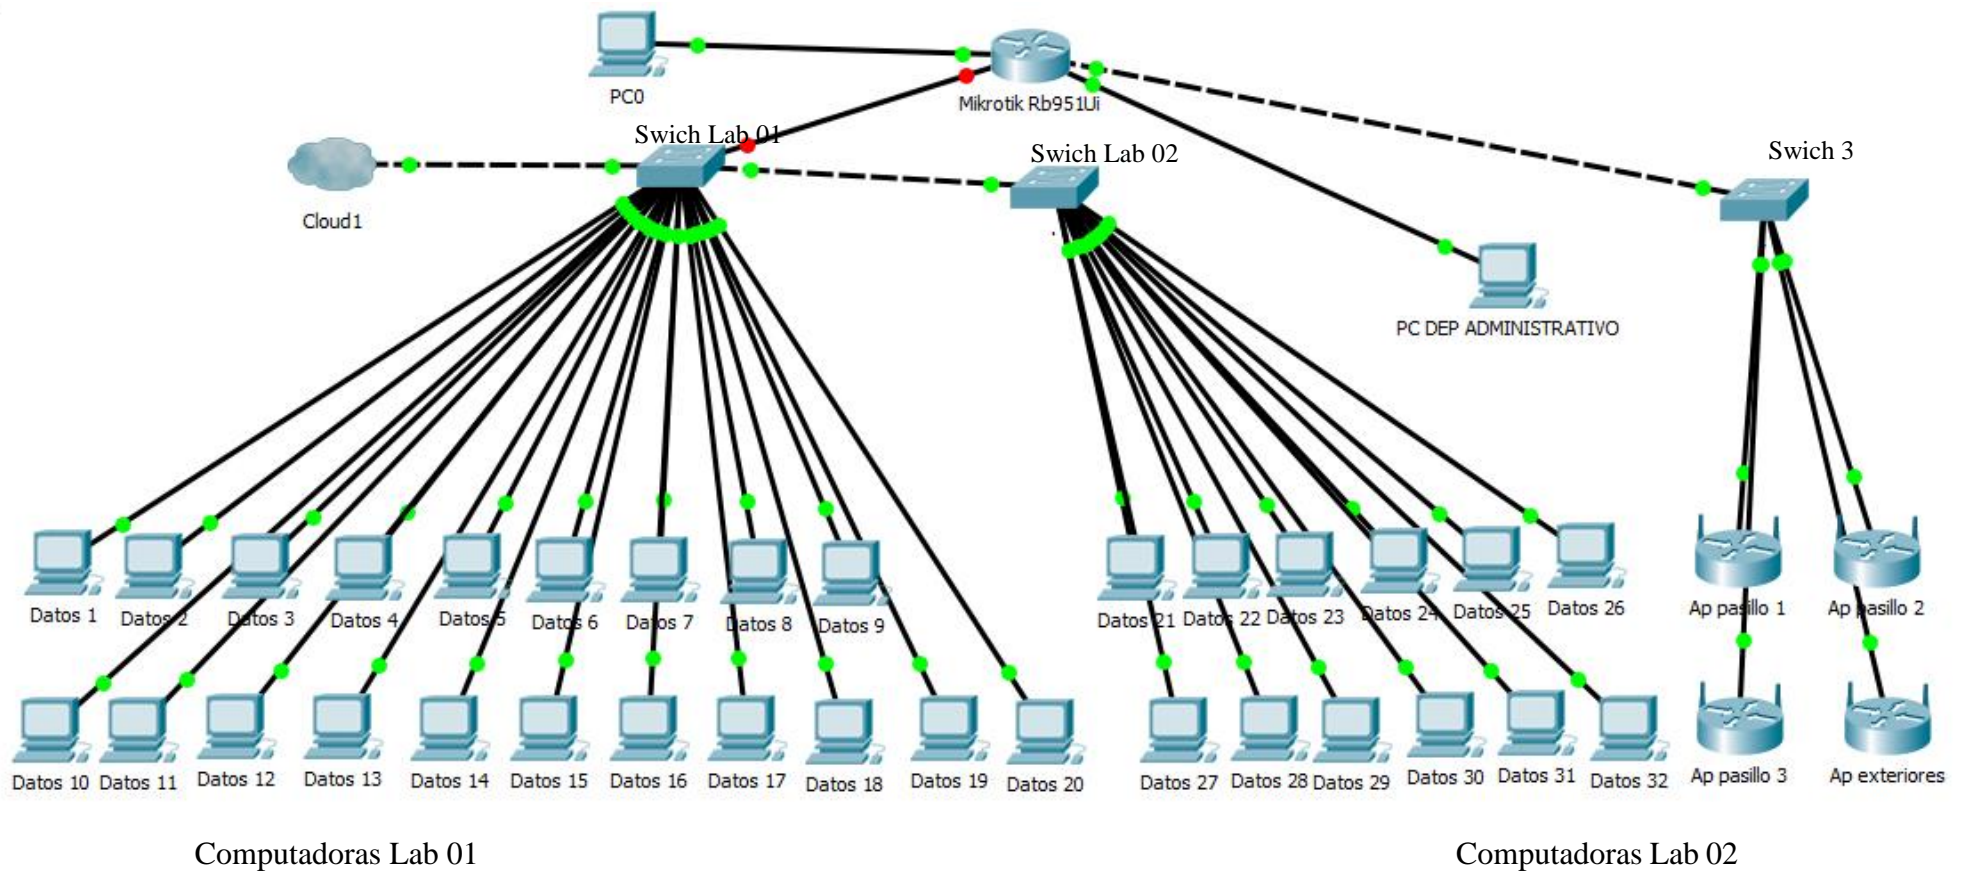 PC0
Mikrotik Rb951Ui
Swich Lab 01
Swich Lab 02
Swich 3
Cloud1
PC DEP ADMINISTRATIVO
Datos 1
Datos 2
Datos 3
Datos 4
Datos 5
Datos 6
Datos 7
Datos 8
Datos 9
Datos 21
Datos 22
Datos 23
Datos 24
Datos 25
Datos 26
Ap pasillo 1
Ap pasillo 2
Datos 10
Datos 11
Datos 12
Datos 13
Datos 14
Datos 15
Datos 16
Datos 17
Datos 18
Datos 19
Datos 20
Datos 27
Datos 28
Datos 29
Datos 30
Datos 31
Datos 32
Ap pasillo 3
Ap exteriores
Computadoras Lab 01
Computadoras Lab 02